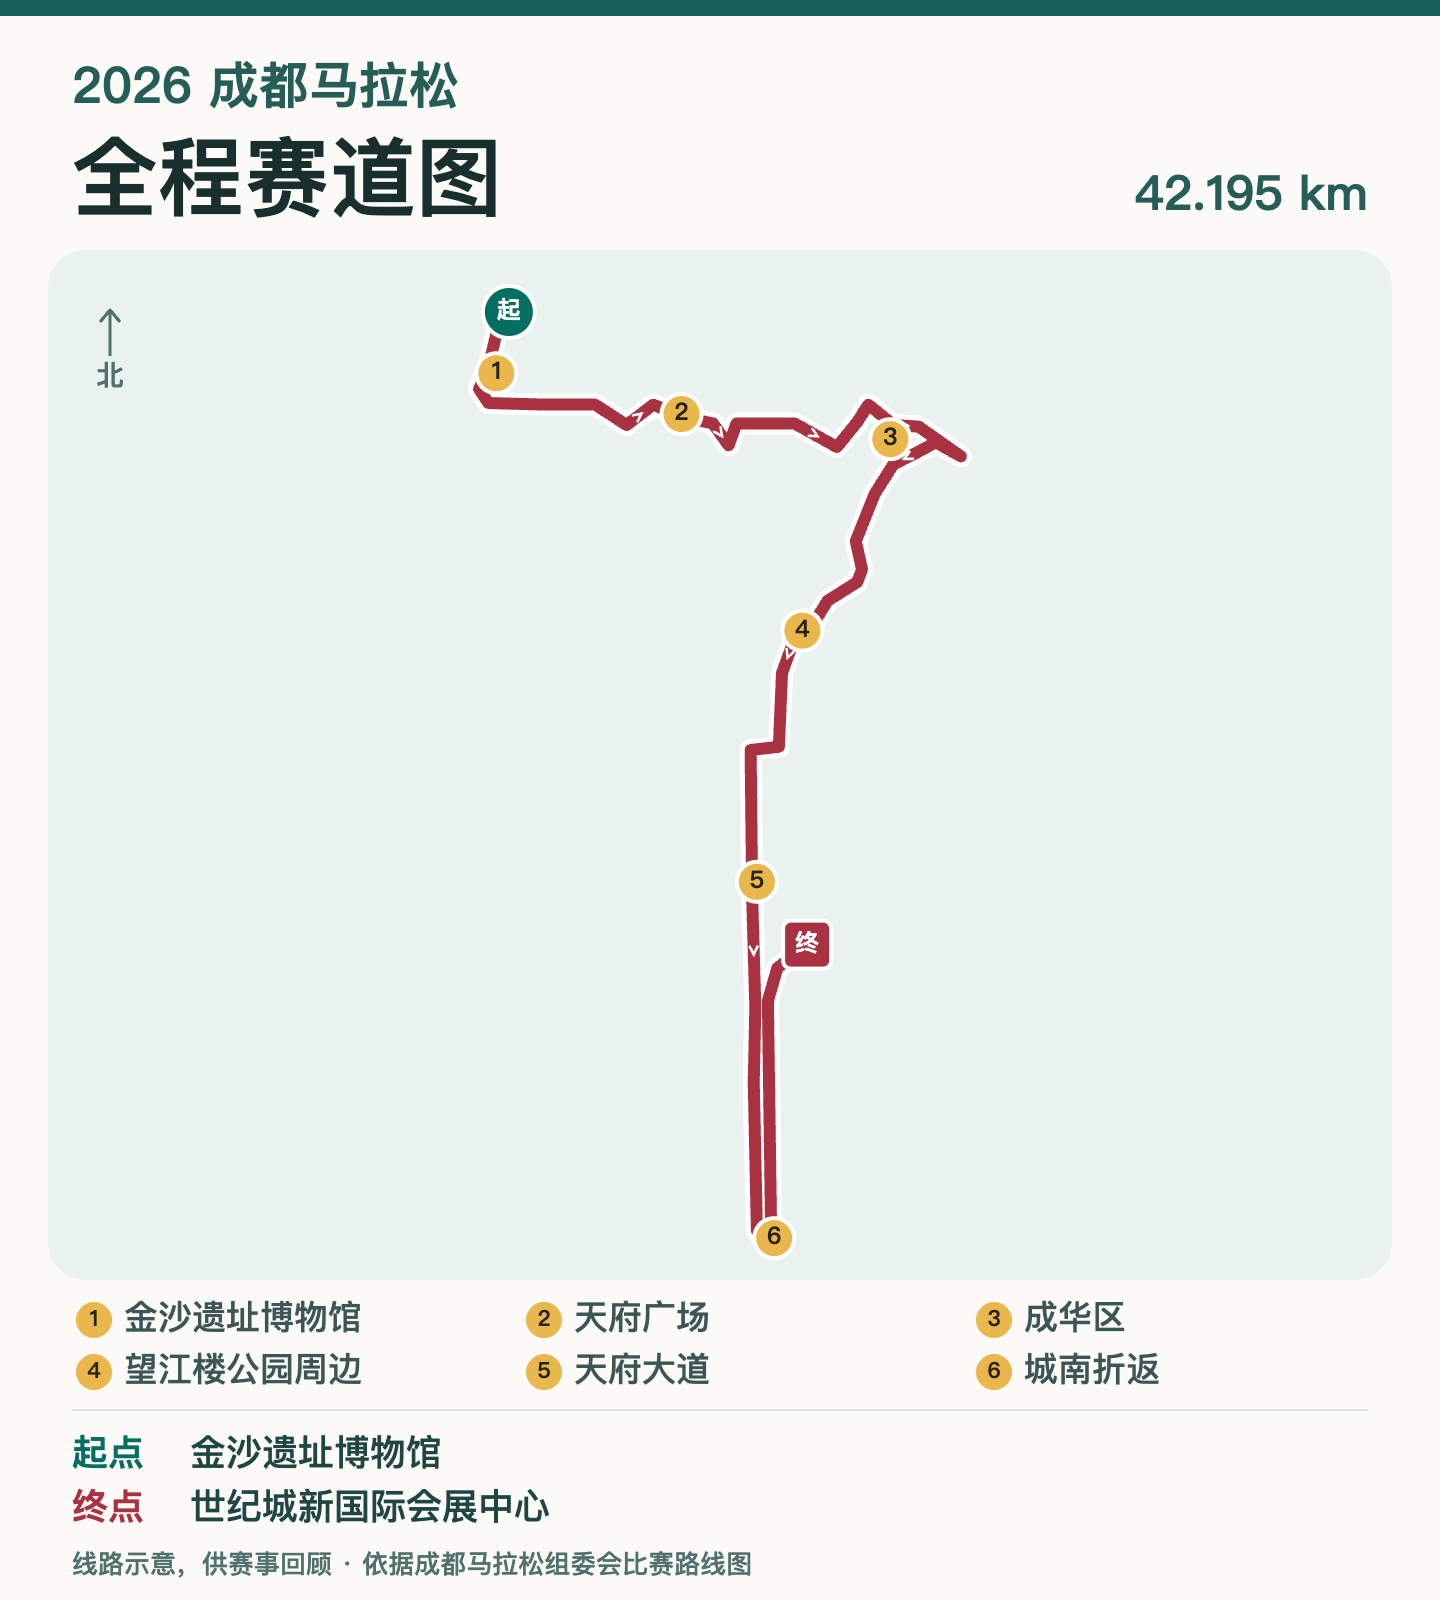 2026 成都马拉松
全程赛道图
42.195 km
起
北
1
2
3
4
5
终
6
1 金沙遗址博物馆
2 天府广场
3 成华区
4 望江楼公园周边
5 天府大道
6 城南折返
起点 金沙遗址博物馆
终点 世纪城新国际会展中心
线路示意，供赛事回顾 · 依据成都马拉松组委会比赛路线图